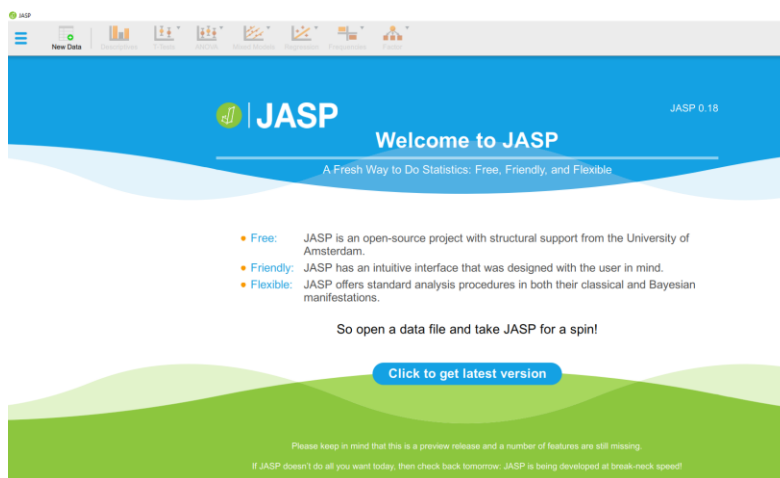 JASP
New Data Descriptives T-Tests ANOVA Mixed Models Regression Frequencies Factor
JASP
JASP 0.18
Welcome to JASP
A Fresh Way to Do Statistics: Free, Friendly, and Flexible
• Free: JASP is an open-source project with structural support from the University of
Amsterdam.
• Friendly: JASP has an intuitive interface that was designed with the user in mind.
• Flexible: JASP offers standard analysis procedures in both their classical and Bayesian
manifestations.
So open a data file and take JASP for a spin!
Click to get latest version
Please keep in mind that this is a preview release and a number of features are still missing.
If JASP doesn't do all you want today, then check back tomorrow: JASP is being developed at break-neck speed!